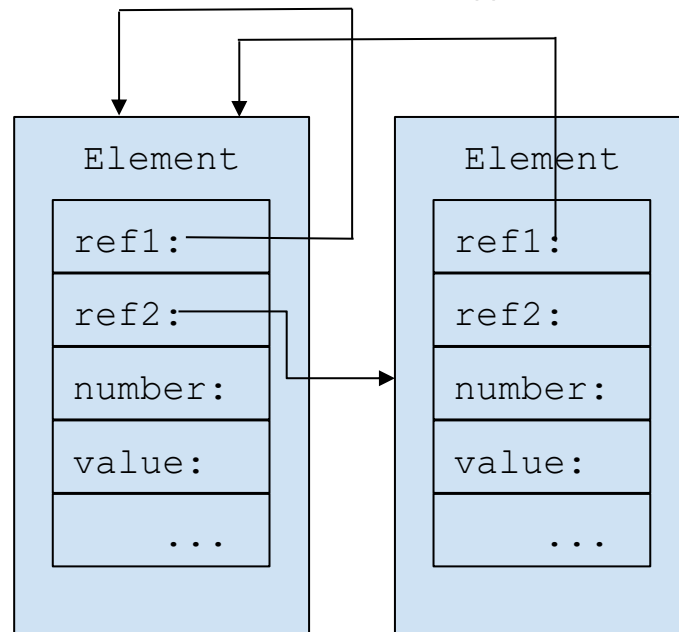 Element
ref1:
ref2:
number:
value:
...
Element
ref1:
ref2:
number:
value:
...